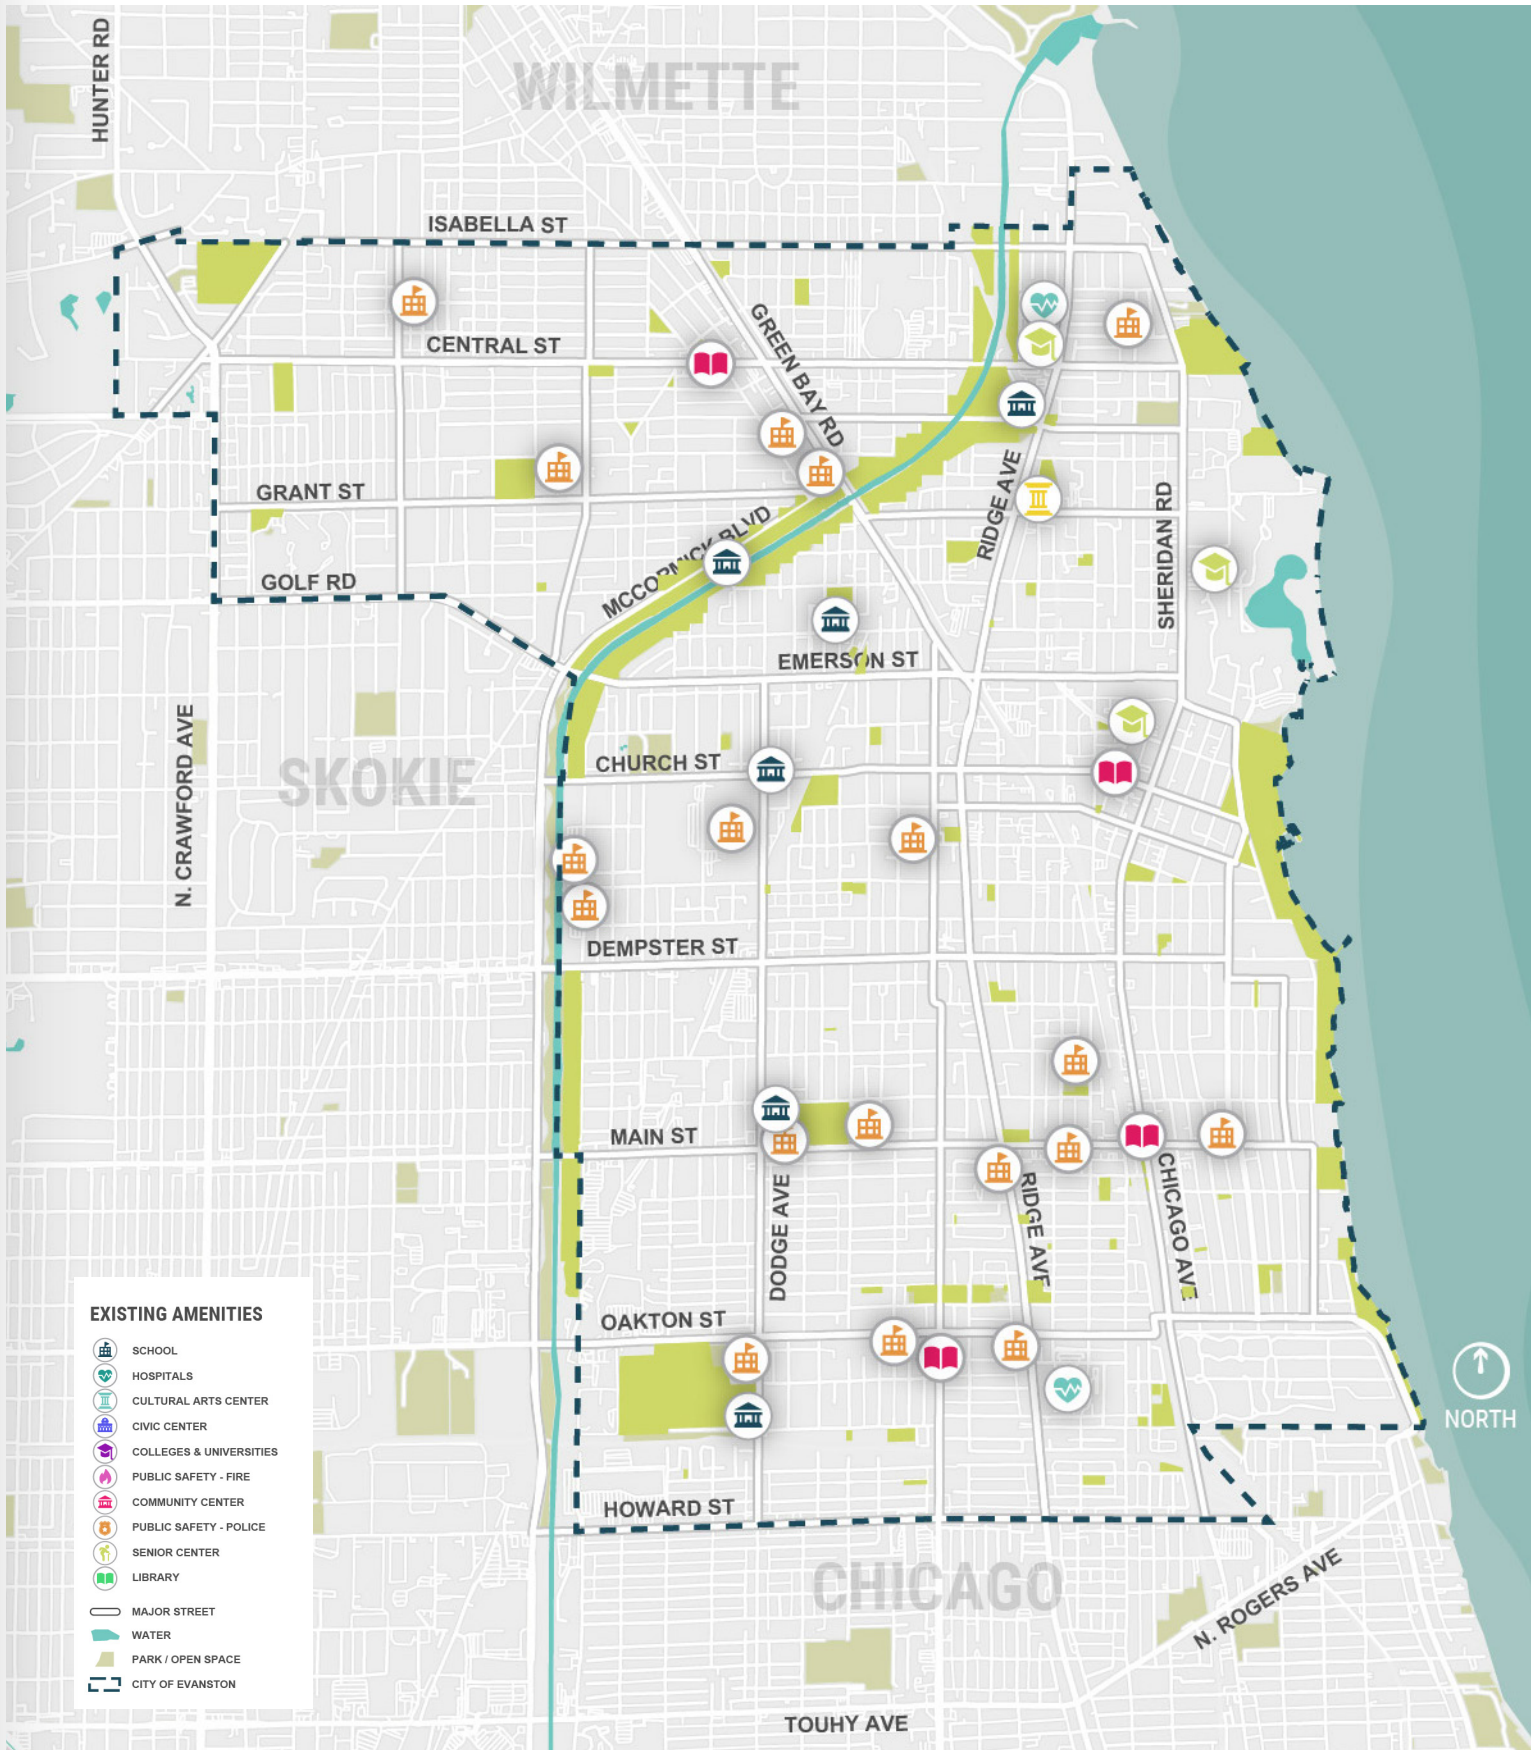 HUNTER RD
WILMETTE
ISABELLA ST
GREEN BAY RD
CENTRAL ST
GRANT ST
RIDGE AVE
SHERIDAN RD
MCCORMICK BLVD
GOLF RD
EMERSON ST
N. CRAWFORD AVE
SKOKIE
CHURCH ST
DEMPSTER ST
MAIN ST
DODGE AVE
RIDGE AVE
CHICAGO AVE
OAKTON ST
NORTH
HOWARD ST
CHICAGO
N. ROGERS AVE
TOUHY AVE
EXISTING AMENITIES
SCHOOL
HOSPITALS
CULTURAL ARTS CENTER
CIVIC CENTER
COLLEGES & UNIVERSITIES
PUBLIC SAFETY - FIRE
COMMUNITY CENTER
PUBLIC SAFETY - POLICE
SENIOR CENTER
LIBRARY
MAJOR STREET
WATER
PARK / OPEN SPACE
CITY OF EVANSTON